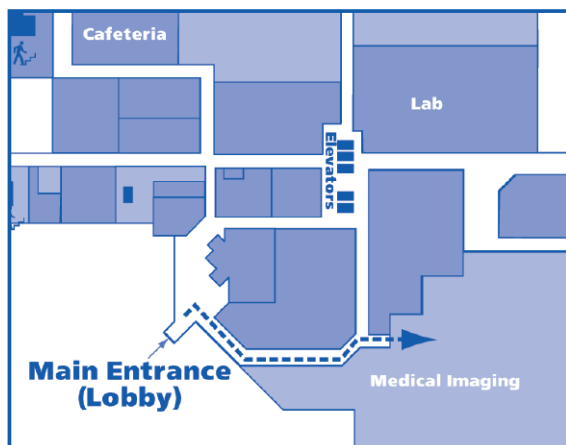 Cafeteria
Lab
Elevators
Main Entrance
(Lobby)
Medical Imaging